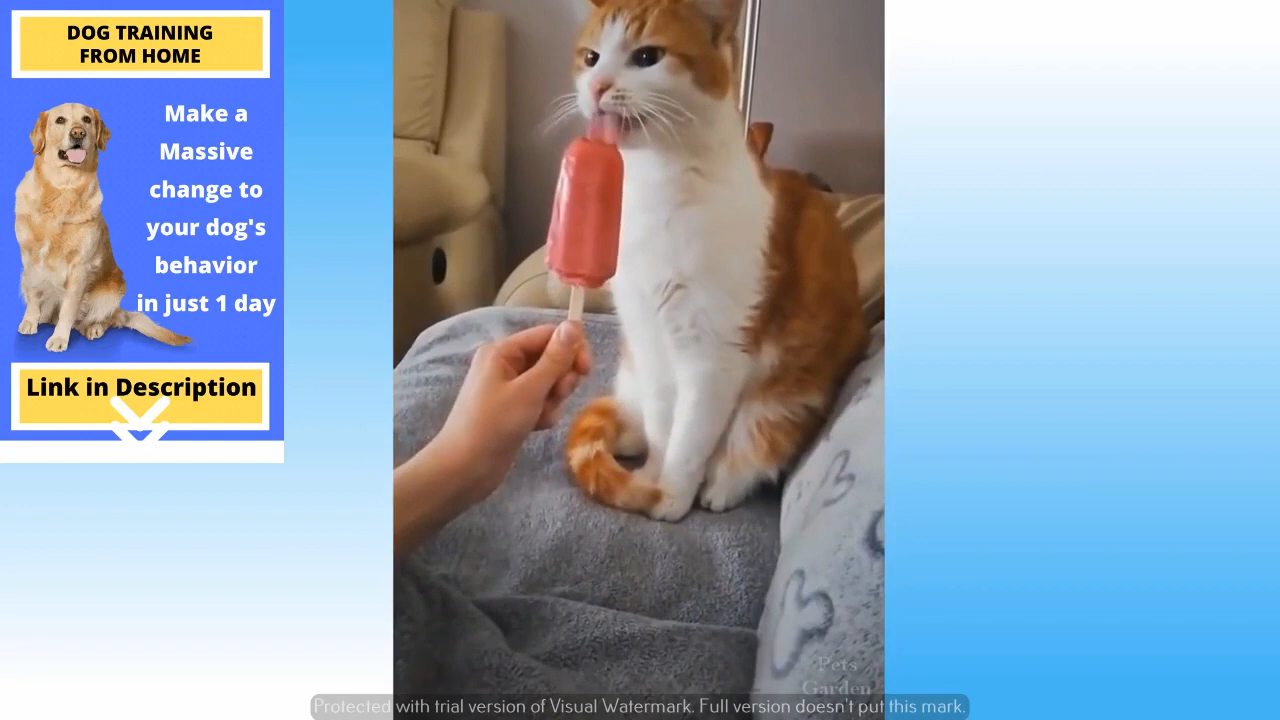 DOG TRAINING
FROM HOME
Make a
Massive
change to
your dog's
behavior
in just 1 day
Link in Description
Pets
Garden
Protected with trial version of Visual Watermark. Full version doesn't put this mark.